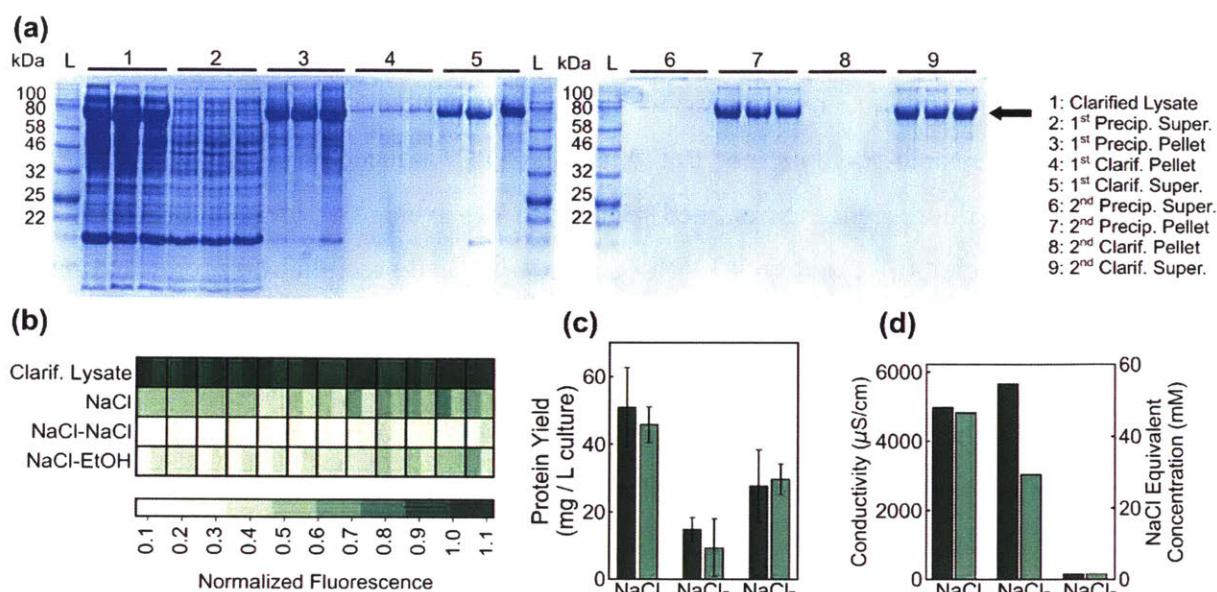 (a)
L 1 2 3 4 5 L L 6 7 8 9
kDa kDa
100 100
80 80
58 58
46 46
32 32
25 25
22 22
1: Clarified Lysate
2: 1st Precip. Super.
3: 1st Precip. Pellet
4: 1st Clarif. Pellet
5: 1st Clarif. Super.
6: 2nd Precip. Super.
7: 2nd Precip. Pellet
8: 2nd Clarif. Pellet
9: 2nd Clarif. Super.
(b)
Clarif. Lysate
NaCl
NaCl-NaCl
NaCl-EtOH
0.1 0.2 0.3 0.4 0.5 0.6 0.7 0.8 0.9 1.0 1.1
Normalized Fluorescence
(c)
Protein Yield
(mg / L culture)
60
40
20
0
NaCl NaCl- NaCl-
(d)
Conductivity (µS/cm)
6000
4000
2000
0
60
40
20
0
NaCl Equivalent
Concentration (mM)
NaCl NaCl- NaCl-